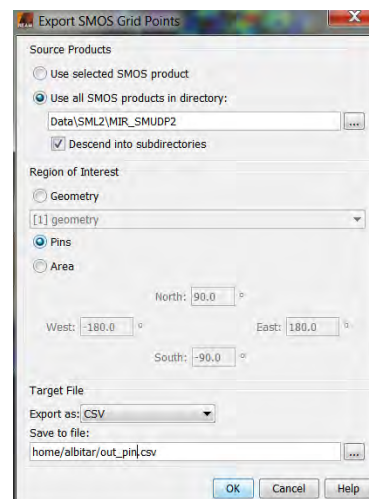 Export SMOS Grid Points
Source Products
Use selected SMOS product
Use all SMOS products in directory:
Data\SML2\MIR_SMUDP2
...
Descend into subdirectories
Region of Interest
Geometry
[1] geometry
Pins
Area
North: 90.0 °
West: -180.0 ° East: 180.0 °
South: -90.0 °
Target File
Export as: CSV
Save to file:
home/albitar/out_pin.csv
...
OK Cancel Help